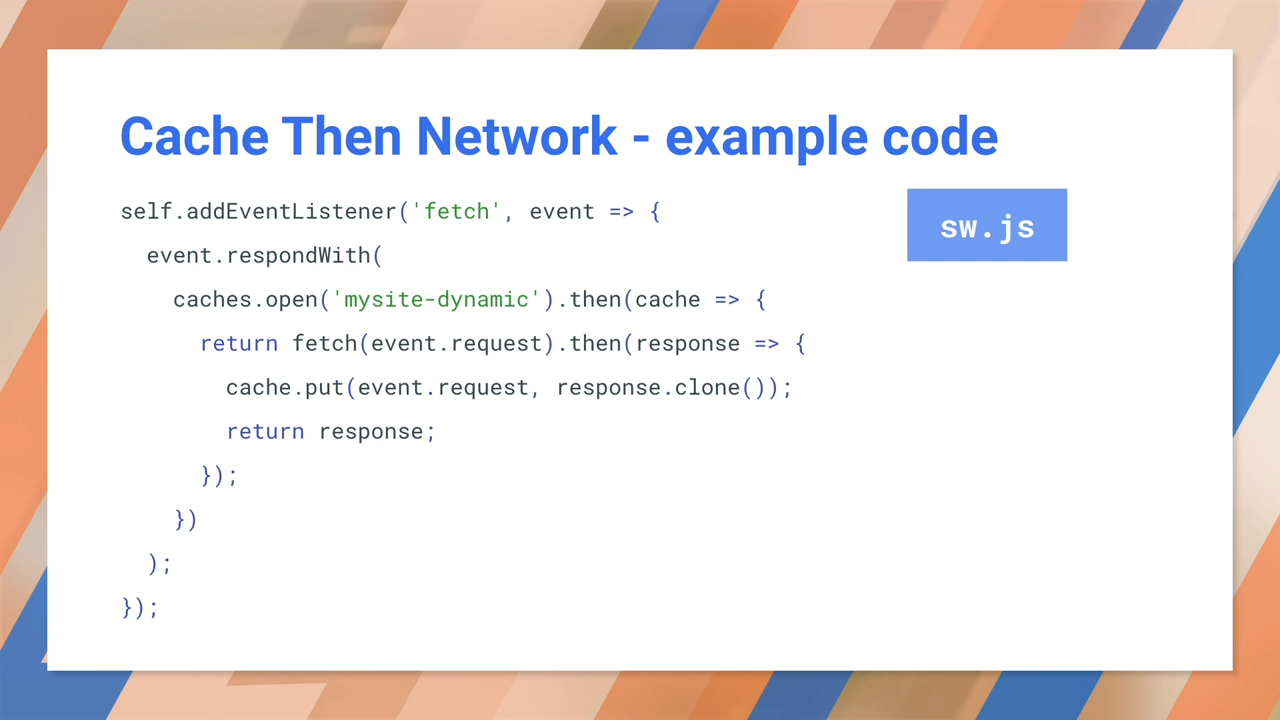 Cache Then Network - example code
sw.js
self.addEventListener('fetch', event => {
  event.respondWith(
    caches.open('mysite-dynamic').then(cache => {
      return fetch(event.request).then(response => {
        cache.put(event.request, response.clone());
        return response;
      });
    })
  );
});